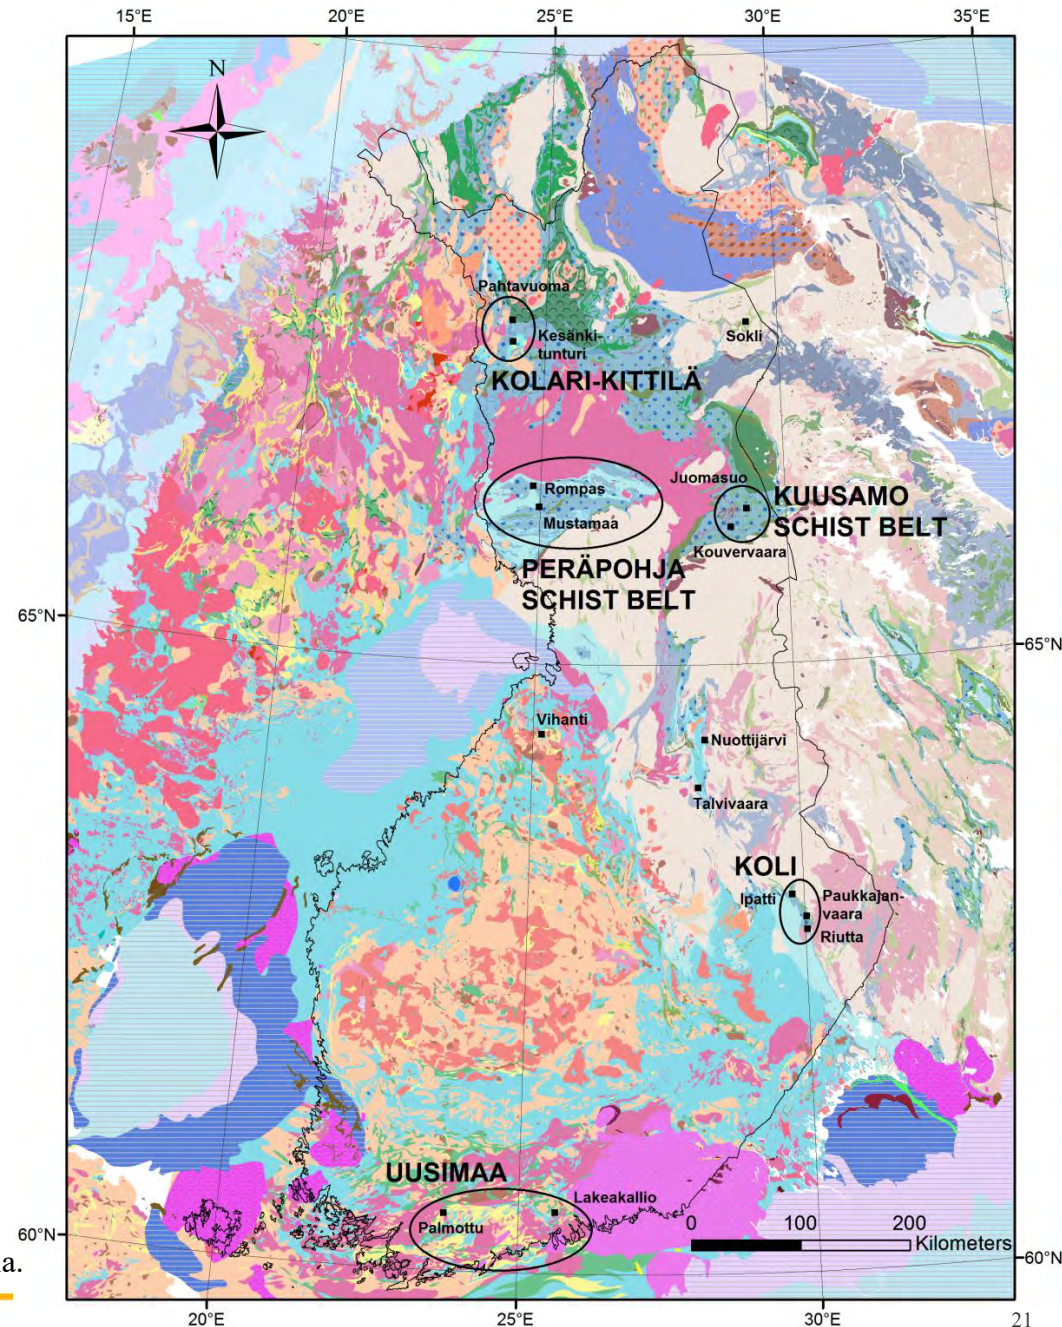 15°E 20°E 25°E 30°E 35°E
N
Pahtavuoma
Kesänki-
tunturi
Sokli
KOLARI-KITTILÄ
Juomasuo
Rompas
Mustamaa
KUUSAMO
SCHIST BELT
Kouvervaara
PERÄPOHJA
SCHIST BELT
65°N
65°N
Vihanti
Nuottijärvi
Talvivaara
KOLI
Ipatti
Paukkajan-
vaara
Riutta
UUSIMAA
Lakeakallio
Palmottu
0 100 200
Kilometers
60°N
60°N
a.
20°E 25°E 30°E
21